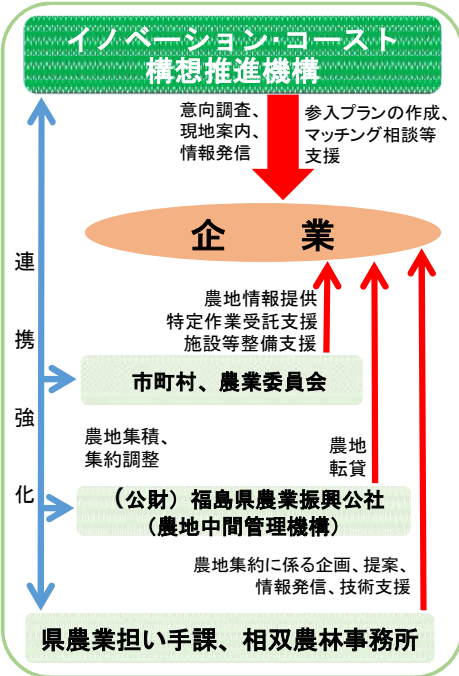 イノベーション･コースト
構想推進機構
意向調査、
現地案内、
情報発信
参入プランの作成、
マッチング相談等
支援
企　業
連
携
強
化
農地情報提供
特定作業受託支援
施設等整備支援
市町村、農業委員会
農地集積、
集約調整
農地
転貸
（公財）福島県農業振興公社
（農地中間管理機構）
農地集約に係る企画、提案、
情報発信、技術支援
県農業担い手課、相双農林事務所